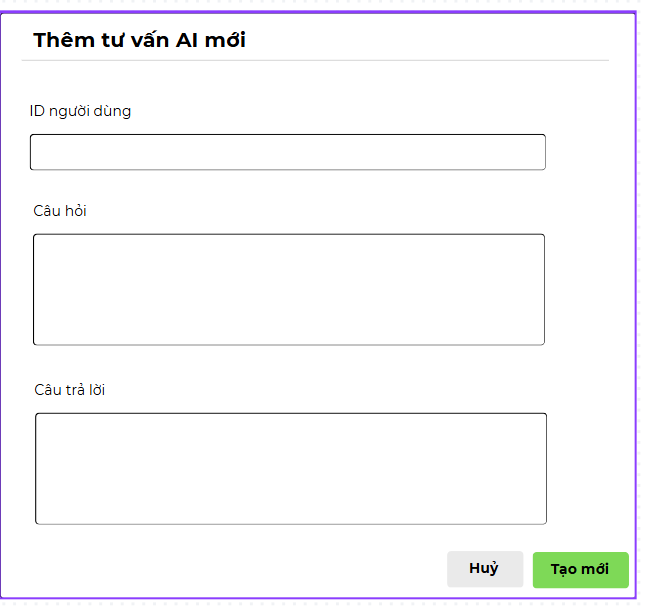 Thêm tư vấn AI mới
ID người dùng
Câu hỏi
Câu trả lời
Huỷ
Tạo mới